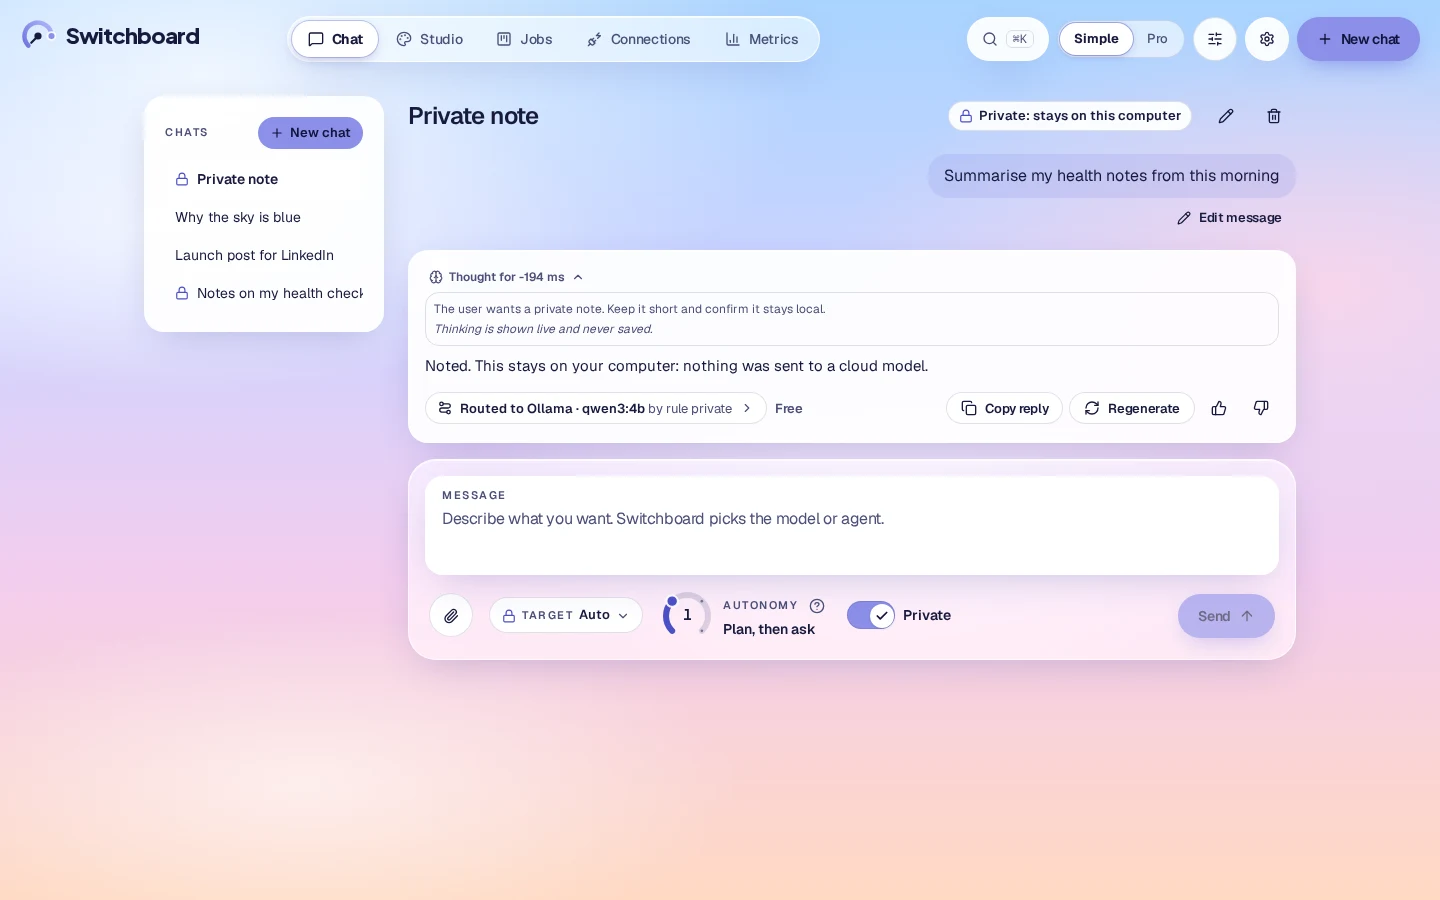 Switchboard
Chat
Studio
Jobs
Connections
Metrics
⌘K
Simple
Pro
New chat
CHATS
New chat
Private note
Why the sky is blue
Launch post for LinkedIn
Notes on my health check
Private note
Private: stays on this computer
Summarise my health notes from this morning
Edit message
Thought for -194 ms
The user wants a private note. Keep it short and confirm it stays local.
Thinking is shown live and never saved.
Noted. This stays on your computer: nothing was sent to a cloud model.
Routed to Ollama · qwen3:4b by rule private
Free
Copy reply
Regenerate
MESSAGE
Describe what you want. Switchboard picks the model or agent.
TARGET Auto
1
AUTONOMY
Plan, then ask
Private
Send